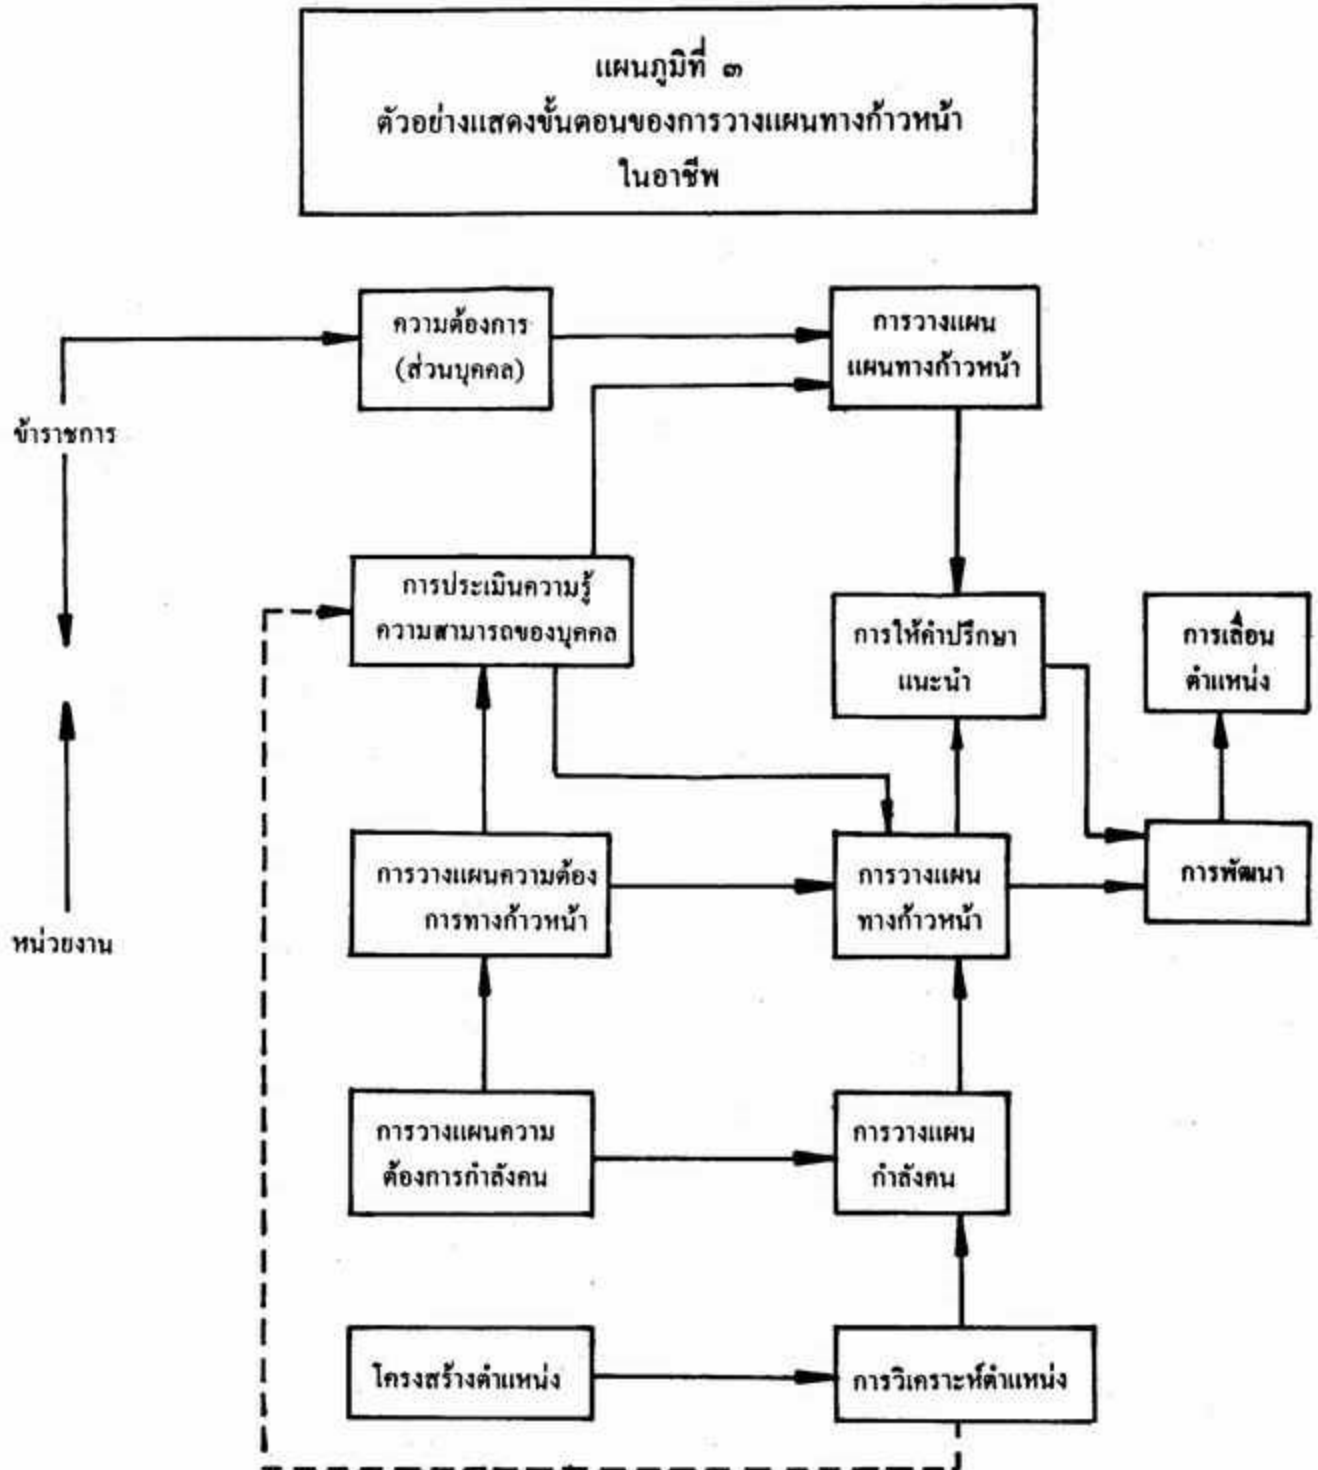 แผนภูมิที่ ๓
ตัวอย่างแสดงขั้นตอนของการวางแผนทางก้าวหน้า
ในอาชีพ
ความต้องการ
(ส่วนบุคคล)
การวางแผน
แผนทางก้าวหน้า
ข้าราชการ
การประเมินความรู้
ความสามารถของบุคคล
การให้คำปรึกษา
แนะนำ
การเลื่อน
ตำแหน่ง
การวางแผนความต้อง
การทางก้าวหน้า
การวางแผน
ทางก้าวหน้า
การพัฒนา
หน่วยงาน
การวางแผนความ
ต้องการกำลังคน
การวางแผน
กำลังคน
โครงสร้างตำแหน่ง
การวิเคราะห์ตำแหน่ง